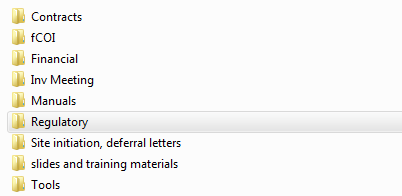 Contracts
fCOI
Financial
Inv Meeting
Manuals
Regulatory
Site initiation, deferral letters
slides and training materials
Tools